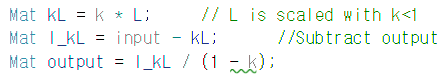 Mat kL = k * L;      // L is scaled with k<1
Mat I_kL = input - kL;      //Subtract output
Mat output = I_kL / (1 - k);